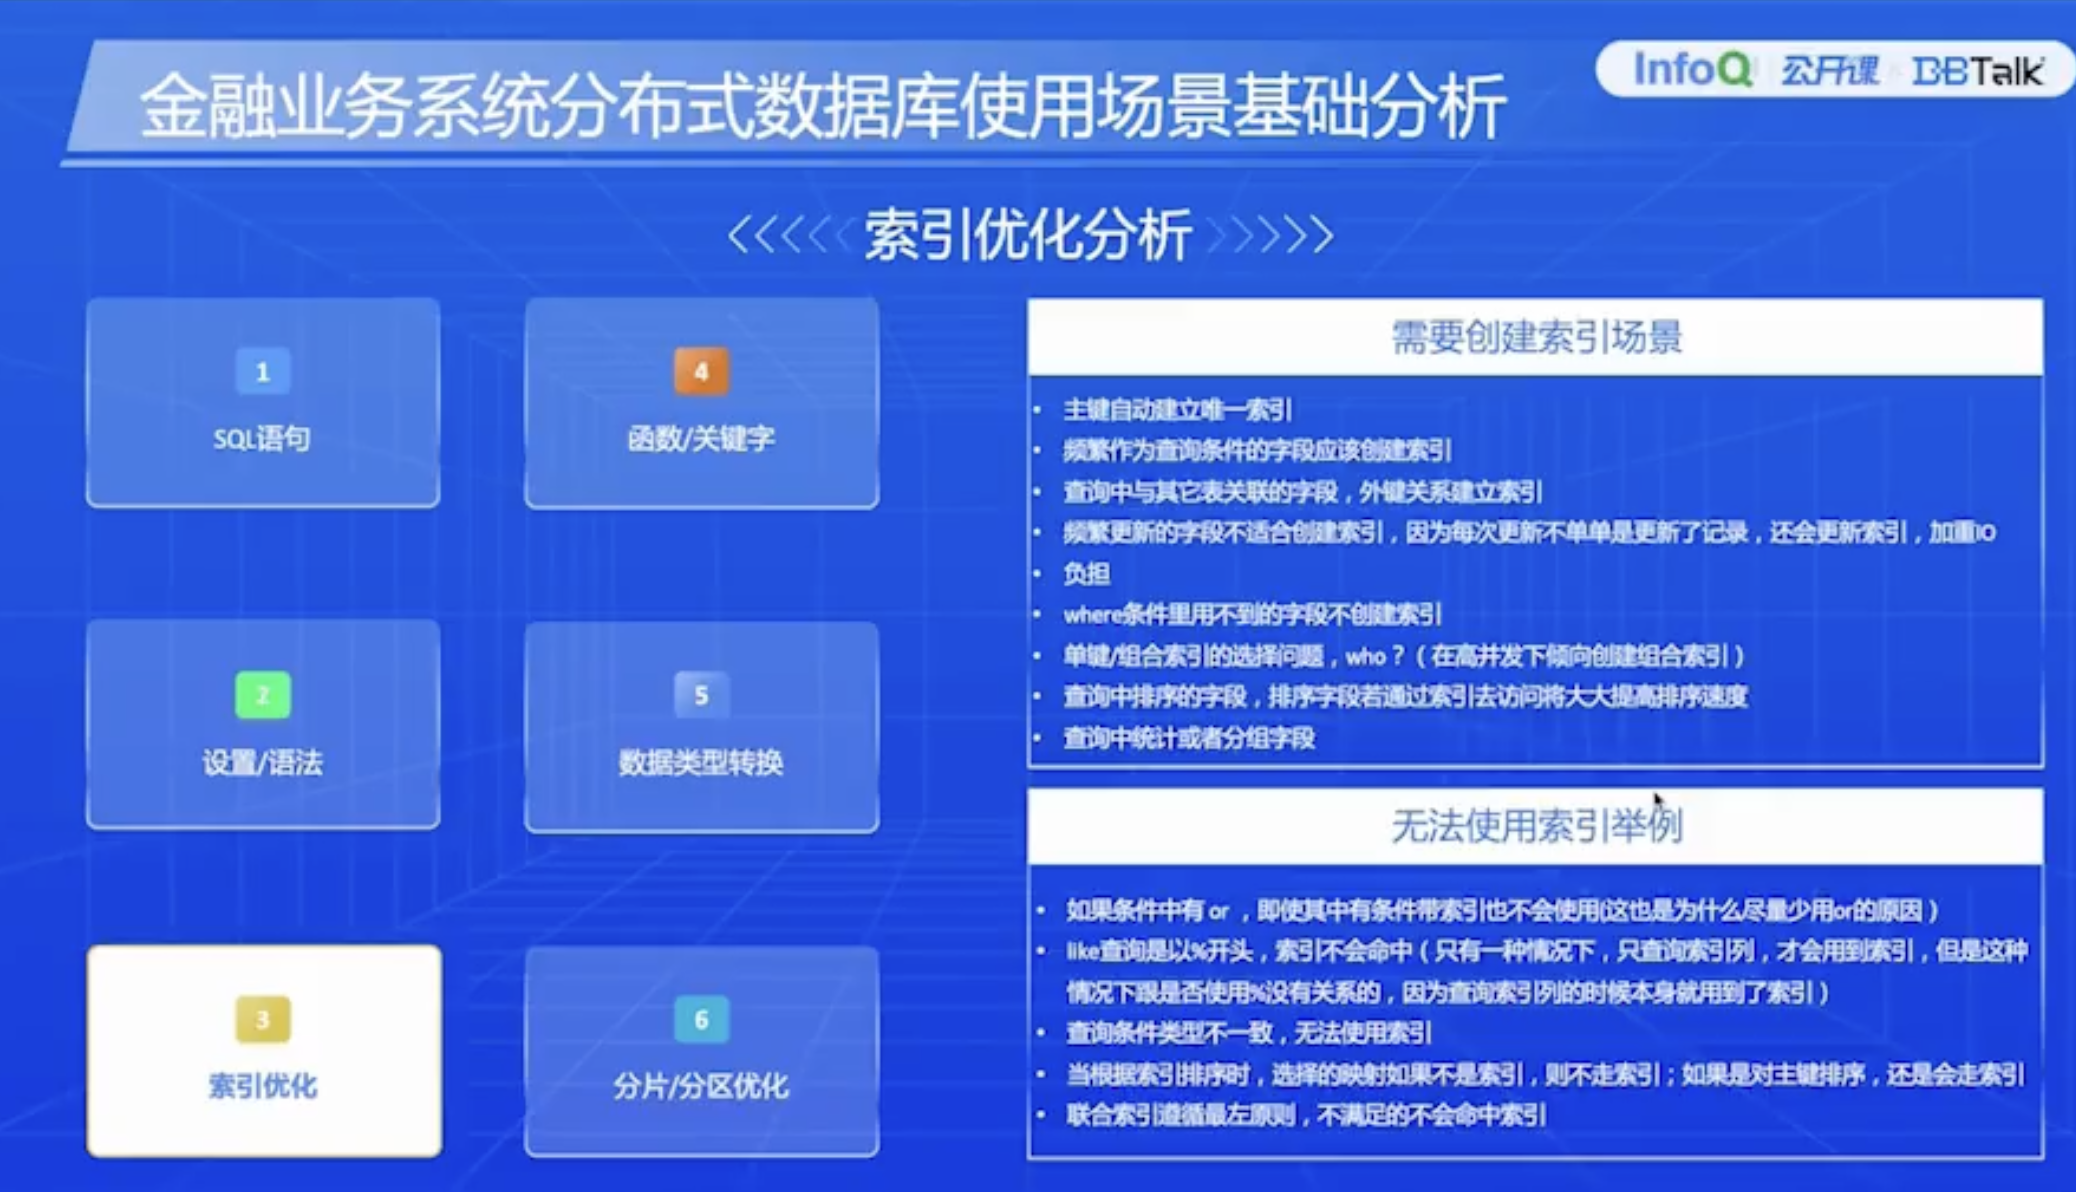 金融业务系统分布式数据库使用场景基础分析
InfoQ 公开课 BBTalk
索引优化分析
1
SQL语句
4
函数/关键字
2
设置/语法
5
数据类型转换
3
索引优化
6
分片/分区优化
需要创建索引场景
• 主键自动建立唯一索引
• 频繁作为查询条件的字段应该创建索引
• 查询中与其它表关联的字段，外键关系建立索引
• 频繁更新的字段不适合创建索引，因为每次更新不单单是更新了记录，还会更新索引，加重IO
• 负担
• where条件里用不到的字段不创建索引
• 单键/组合索引的选择问题，who？（在高并发下倾向创建组合索引）
• 查询中排序的字段，排序字段若通过索引去访问将大大提高排序速度
• 查询中统计或者分组字段
无法使用索引举例
• 如果条件中有 or ，即使其中有条件带索引也不会使用(这也是为什么尽量少用or的原因）
• like查询是以%开头，索引不会命中（只有一种情况下，只查询索引列，才会用到索引，但是这种
情况下跟是否使用%没有关系的，因为查询索引列的时候本身就用到了索引）
• 查询条件类型不一致，无法使用索引
• 当根据索引排序时，选择的映射如果不是索引，则不走索引；如果是对主键排序，还是会走索引
• 联合索引遵循最左原则，不满足的不会命中索引